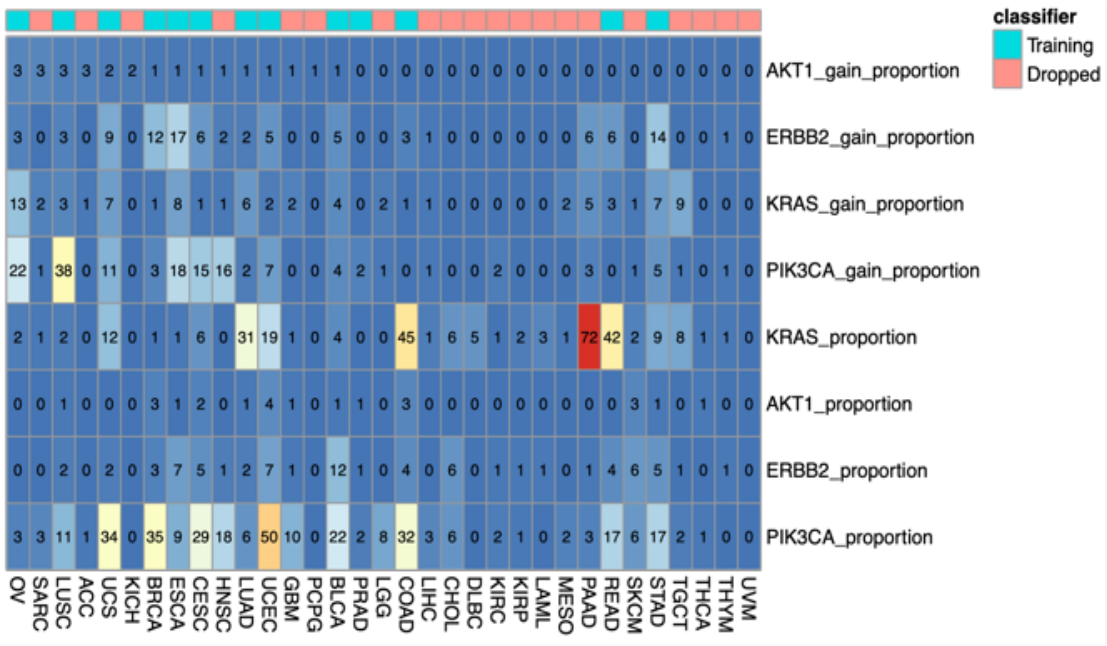 classifier
Training
Dropped
3 3 3 3 2 2 1 1 1 1 1 1 1 1 1 0 0 0 0 0 0 0 0 0 0 0 0 0 0 0 0 0 0 AKT1_gain_proportion
3 0 3 0 9 0 12 17 6 2 2 5 0 0 5 0 0 3 1 0 0 0 0 0 0 6 6 0 14 0 0 1 0 ERBB2_gain_proportion
13 2 3 1 7 0 1 8 1 1 6 2 2 0 4 0 2 1 1 0 0 0 0 0 2 5 3 1 7 9 0 0 0 KRAS_gain_proportion
22 1 38 0 11 0 3 18 15 16 2 7 0 0 4 2 1 0 1 0 0 2 0 0 0 3 0 1 5 1 0 1 0 PIK3CA_gain_proportion
2 1 2 0 12 0 1 1 6 0 31 19 1 0 4 0 0 45 1 6 5 1 2 3 1 72 42 2 9 8 1 1 0 KRAS_proportion
0 0 1 0 0 0 3 1 2 0 1 4 1 0 1 1 0 3 0 0 0 0 0 0 0 0 0 3 1 0 1 0 0 AKT1_proportion
0 0 2 0 2 0 3 7 5 1 2 7 1 0 12 1 0 4 0 6 0 1 1 1 0 1 4 6 5 1 0 1 0 ERBB2_proportion
3 3 11 1 34 0 35 9 29 18 6 50 10 0 22 2 8 32 3 6 0 2 1 0 2 3 17 6 17 2 1 0 0 PIK3CA_proportion
OV SARC LUSC ACC UCS KICH BRCA ESCA CESC HNSC LUAD UCEC GBM PCPG BLCA PRAD LGG COAD LIHC CHOL DLBC KIRC KIRP LAML MESO PAAD READ SKCM STAD TGCT THCA THYM UVM